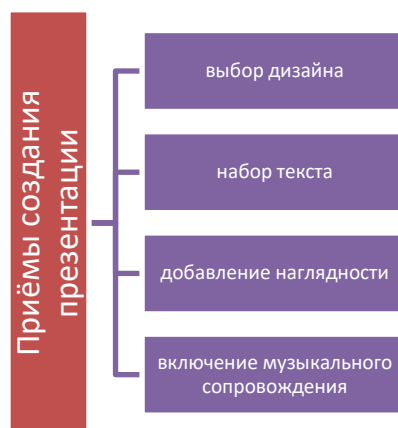 Приёмы создания
презентации
выбор дизайна
набор текста
добавление наглядности
включение музыкального
сопровождения